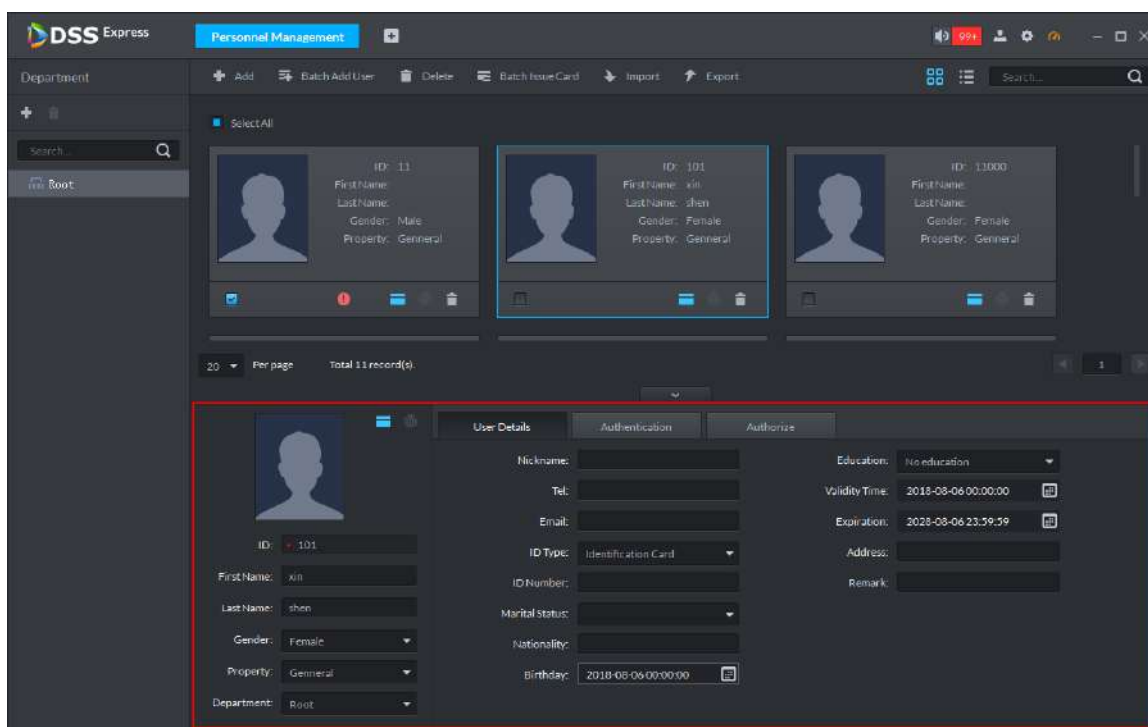 DSS Express
Personnel Management
99+
Department
Add Batch Add User Delete Batch Issue Card Import Export
Search...
Select All
Search...
Root
ID: 11
First Name:
Last Name:
Gender: Male
Property: Genneral
ID: 101
First Name: xin
Last Name: shen
Gender: Female
Property: Genneral
ID: 11000
First Name:
Last Name:
Gender: Female
Property: Genneral
20 Per page Total 11 record(s).
1
ID: * 101
First Name: xin
Last Name: shen
Gender: Female
Property: Genneral
Department: Root
User Details Authentication Authorize
Nickname:
Tel:
Email:
ID Type: Identification Card
ID Number:
Marital Status:
Nationality:
Birthday: 2018-08-06 00:00:00
Education: No education
Validity Time: 2018-08-06 00:00:00
Expiration: 2028-08-06 23:59:59
Address:
Remark: